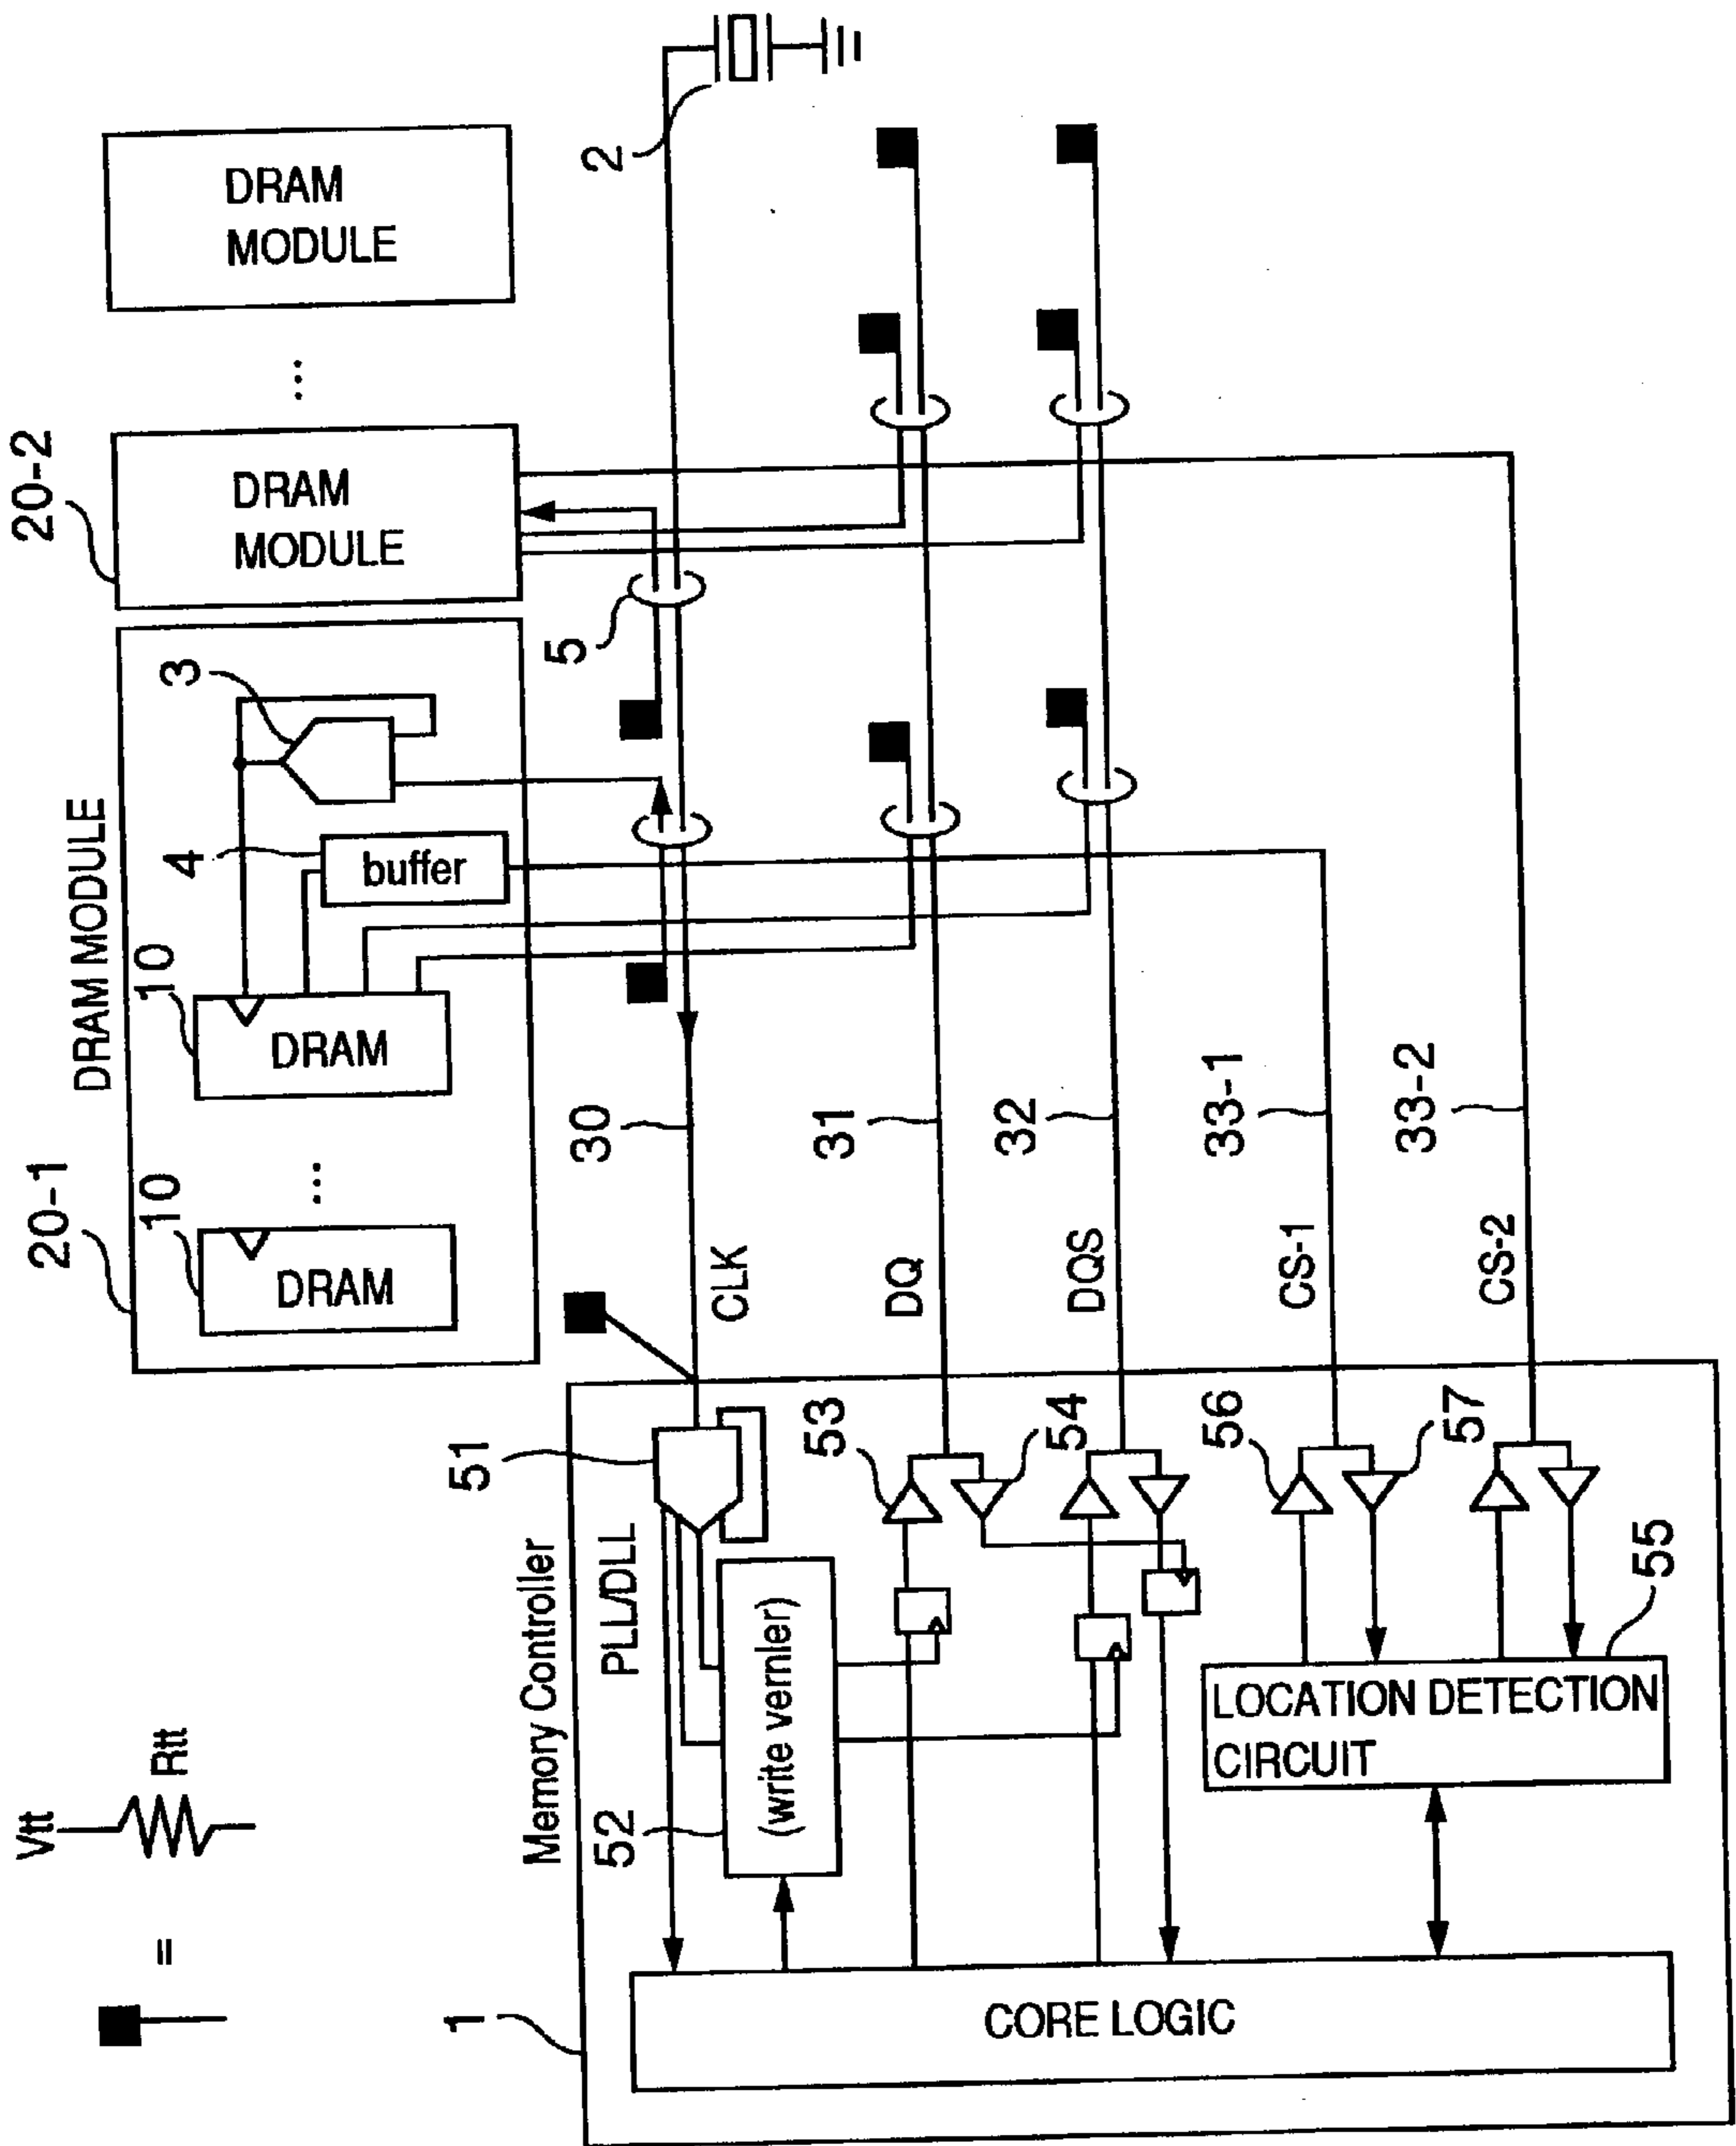 Vtt
Rtt
=
1
Memory Controller
CORE LOGIC
52
PLL/DLL
51
(write vernier)
53
54
56
57
LOCATION DETECTION
CIRCUIT
55
20-1
DRAM MODULE
10
DRAM
...
10
DRAM
4
buffer
3
20-2
DRAM
MODULE
...
DRAM
MODULE
CLK
30
5
2
DQ
31
DQS
32
CS-1
33-1
CS-2
33-2